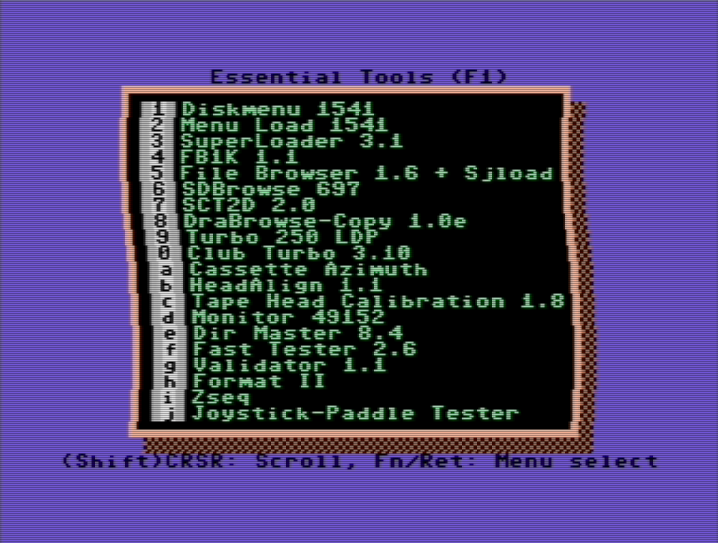 Essential Tools (F1)
1 Diskmenu 1541
2 Menu Load 1541
3 SuperLoader 3.1
4 FB1K 1.1
5 File Browser 1.6 + Sjload
6 SDBrowse 697
7 SCT2D 2.0
8 DraBrowse-Copy 1.0e
9 Turbo 250 LDP
0 Club Turbo 3.10
a Cassette Azimuth
b HeadAlign 1.1
c Tape Head Calibration 1.8
d Monitor 49152
e Dir Master 8.4
f Fast Tester 2.6
g Validator 1.1
h Format II
i Zseq
j Joystick-Paddle Tester
(Shift)CRSR: Scroll, Fn/Ret: Menu select